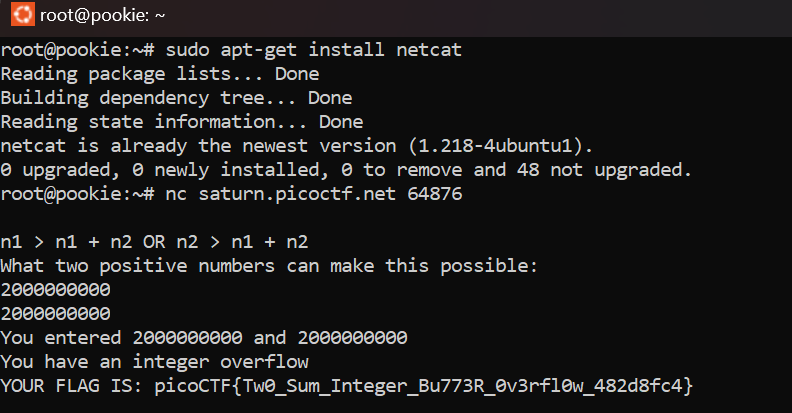 root@pookie: ~
root@pookie:~# sudo apt-get install netcat
Reading package lists... Done
Building dependency tree... Done
Reading state information... Done
netcat is already the newest version (1.218-4ubuntu1).
0 upgraded, 0 newly installed, 0 to remove and 48 not upgraded.
root@pookie:~# nc saturn.picoctf.net 64876
n1 > n1 + n2 OR n2 > n1 + n2
What two positive numbers can make this possible:
2000000000
2000000000
You entered 2000000000 and 2000000000
You have an integer overflow
YOUR FLAG IS: picoCTF{Tw0_Sum_Integer_Bu773R_0v3rfl0w_482d8fc4}